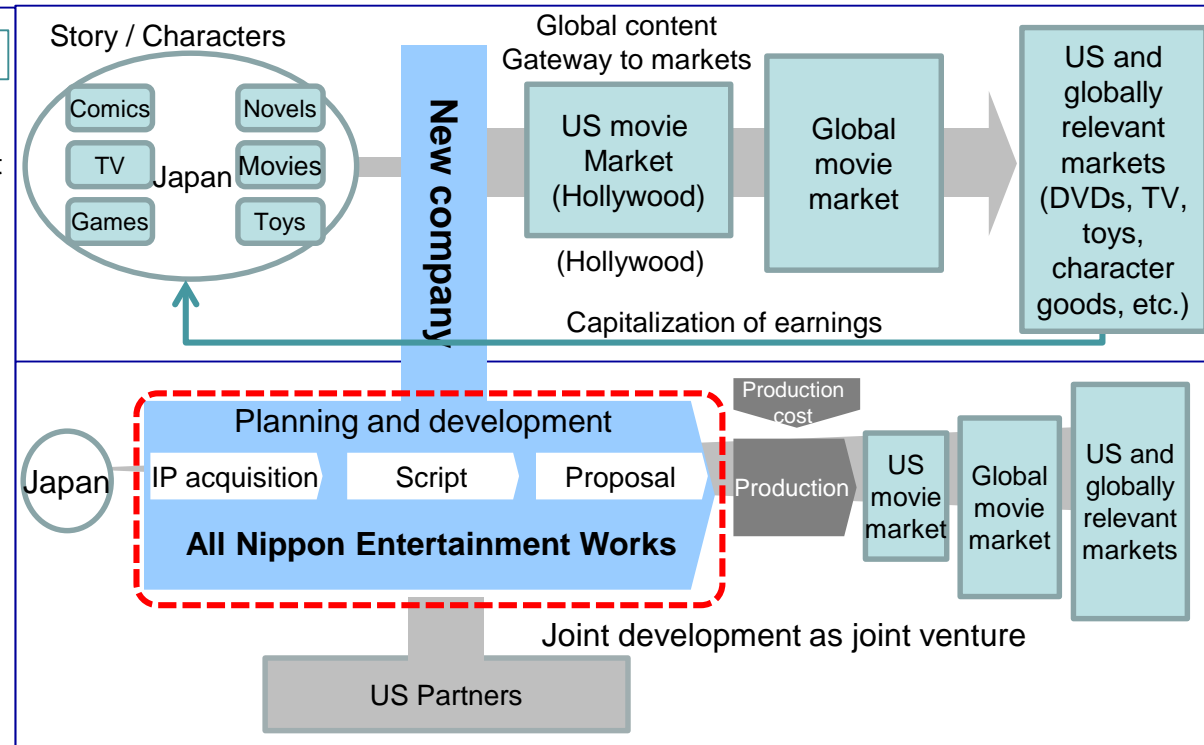 Story / Characters
Comics
Novels
TV
Japan
Movies
Games
Toys
New company
Global content
Gateway to markets
US movie
Market
(Hollywood)
(Hollywood)
Global
movie
market
US and
globally
relevant
markets
(DVDs, TV,
toys,
character
goods, etc.)
Capitalization of earnings
Japan
Planning and development
IP acquisition
Script
Proposal
All Nippon Entertainment Works
Production
cost
Production
US
movie
market
Global
movie
market
US and
globally
relevant
markets
Joint development as joint venture
US Partners